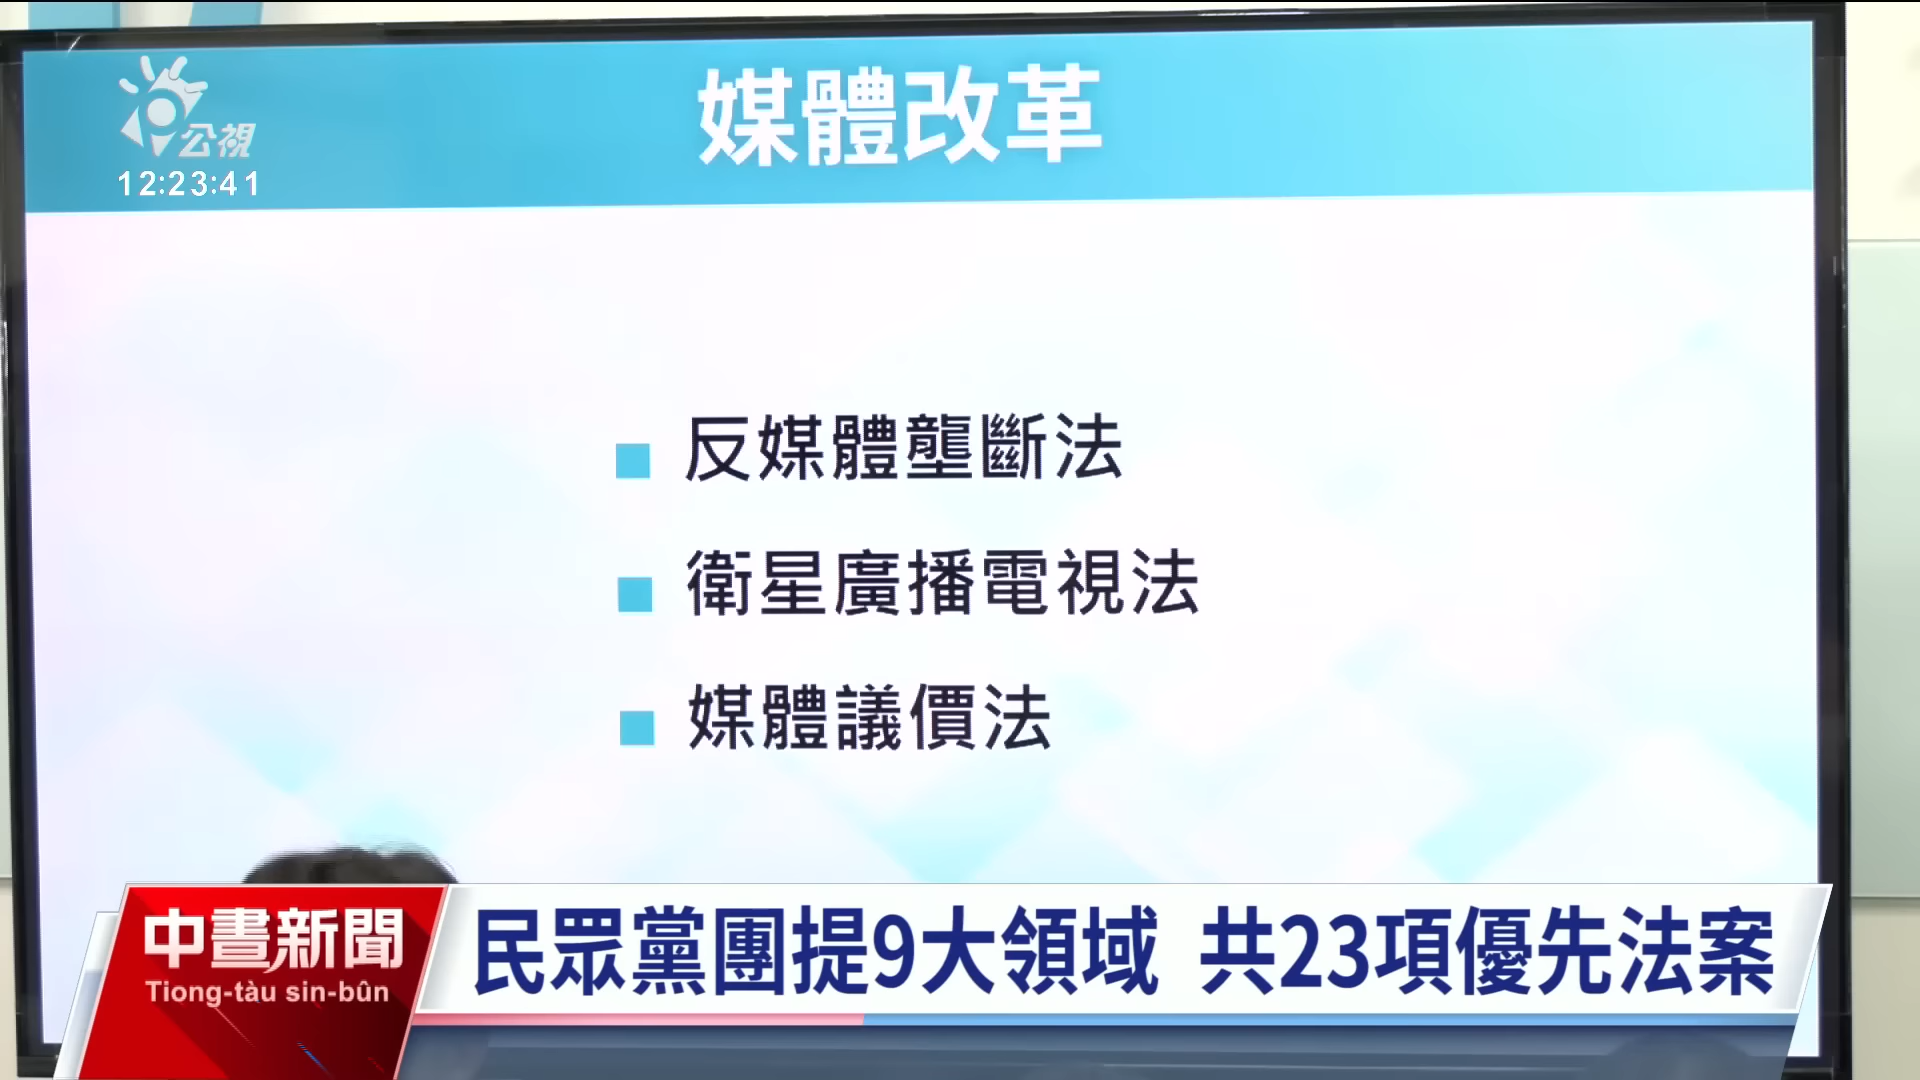 媒體改革
公視
12:23:41
反媒體壟斷法
衛星廣播電視法
媒體議價法
中晝新聞
Tiong-tàu sin-bûn
民眾黨團提9大領域 共23項優先法案